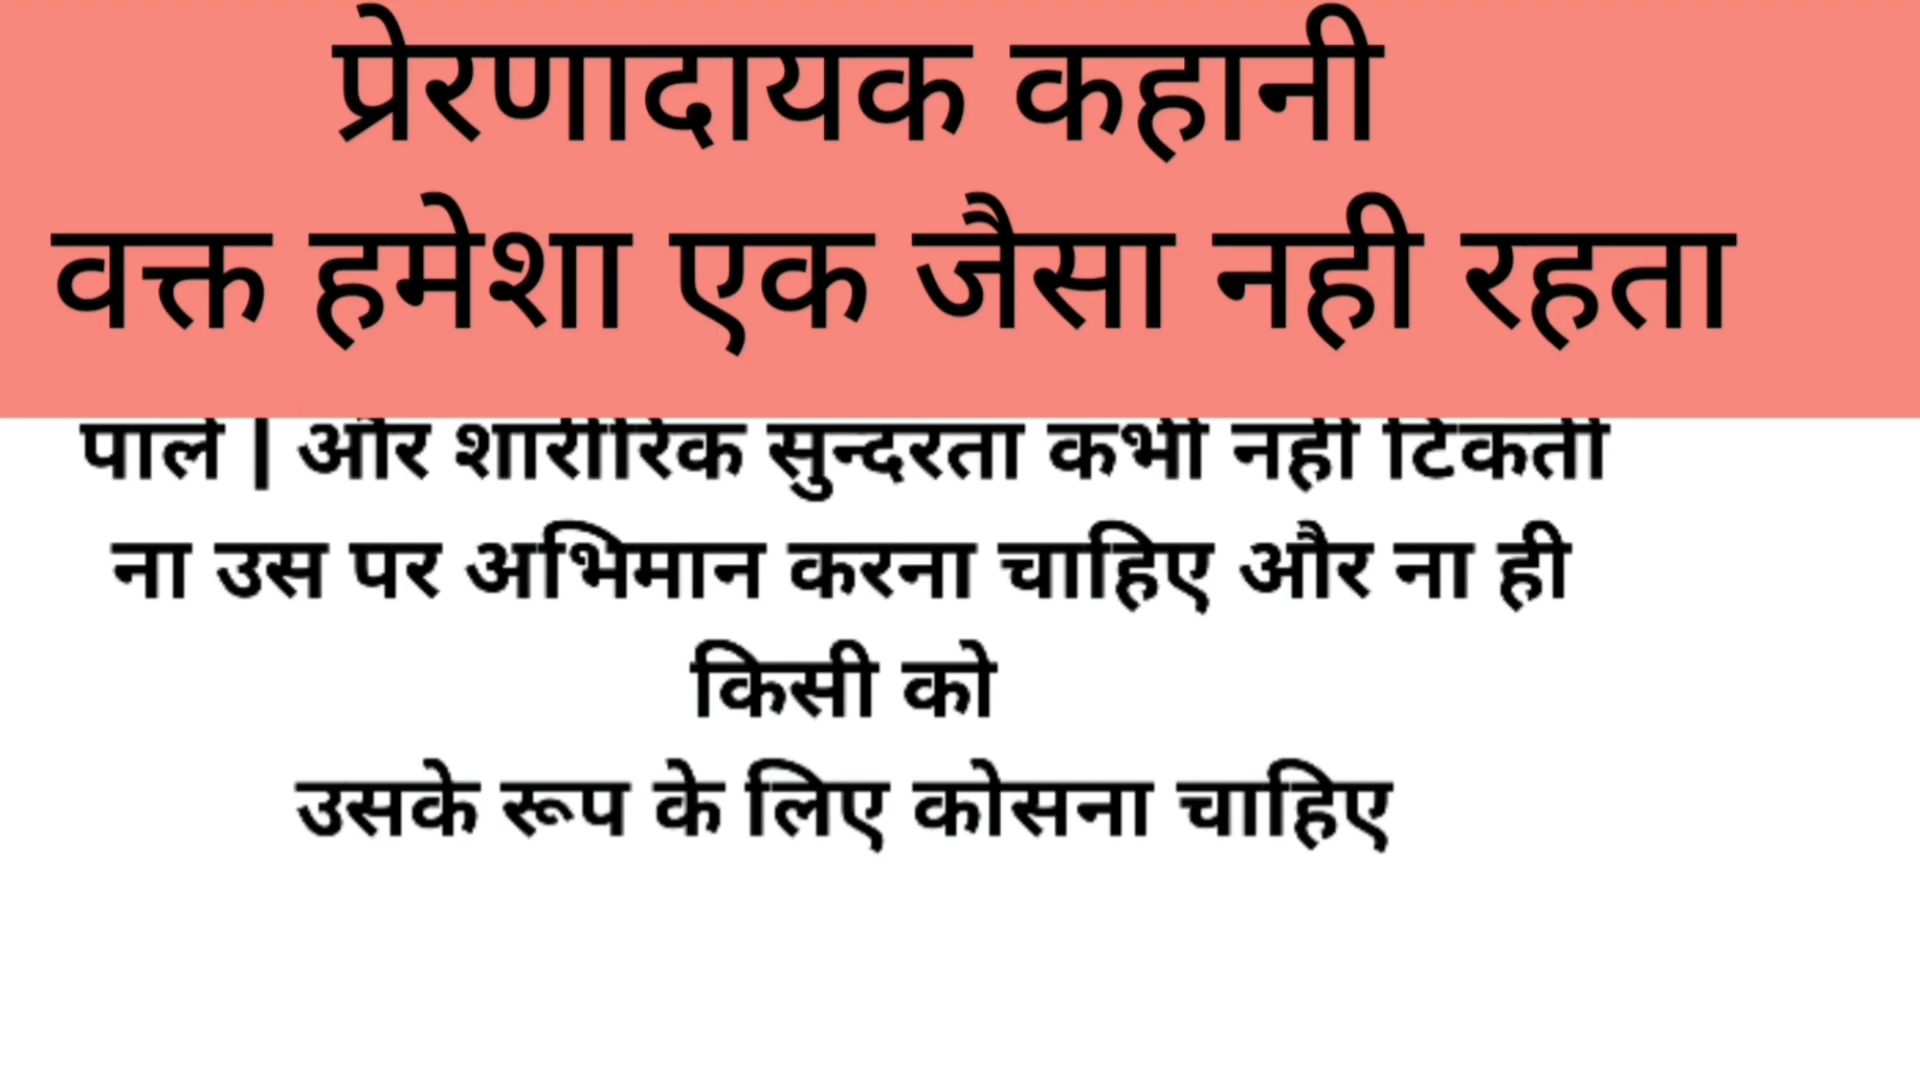 प्रेरणादायक कहानी
वक्त हमेशा एक जैसा नही रहता
पाले | और शारीरिक सुन्दरता कभी नही टिकती
ना उस पर अभिमान करना चाहिए और ना ही
किसी को
उसके रूप के लिए कोसना चाहिए